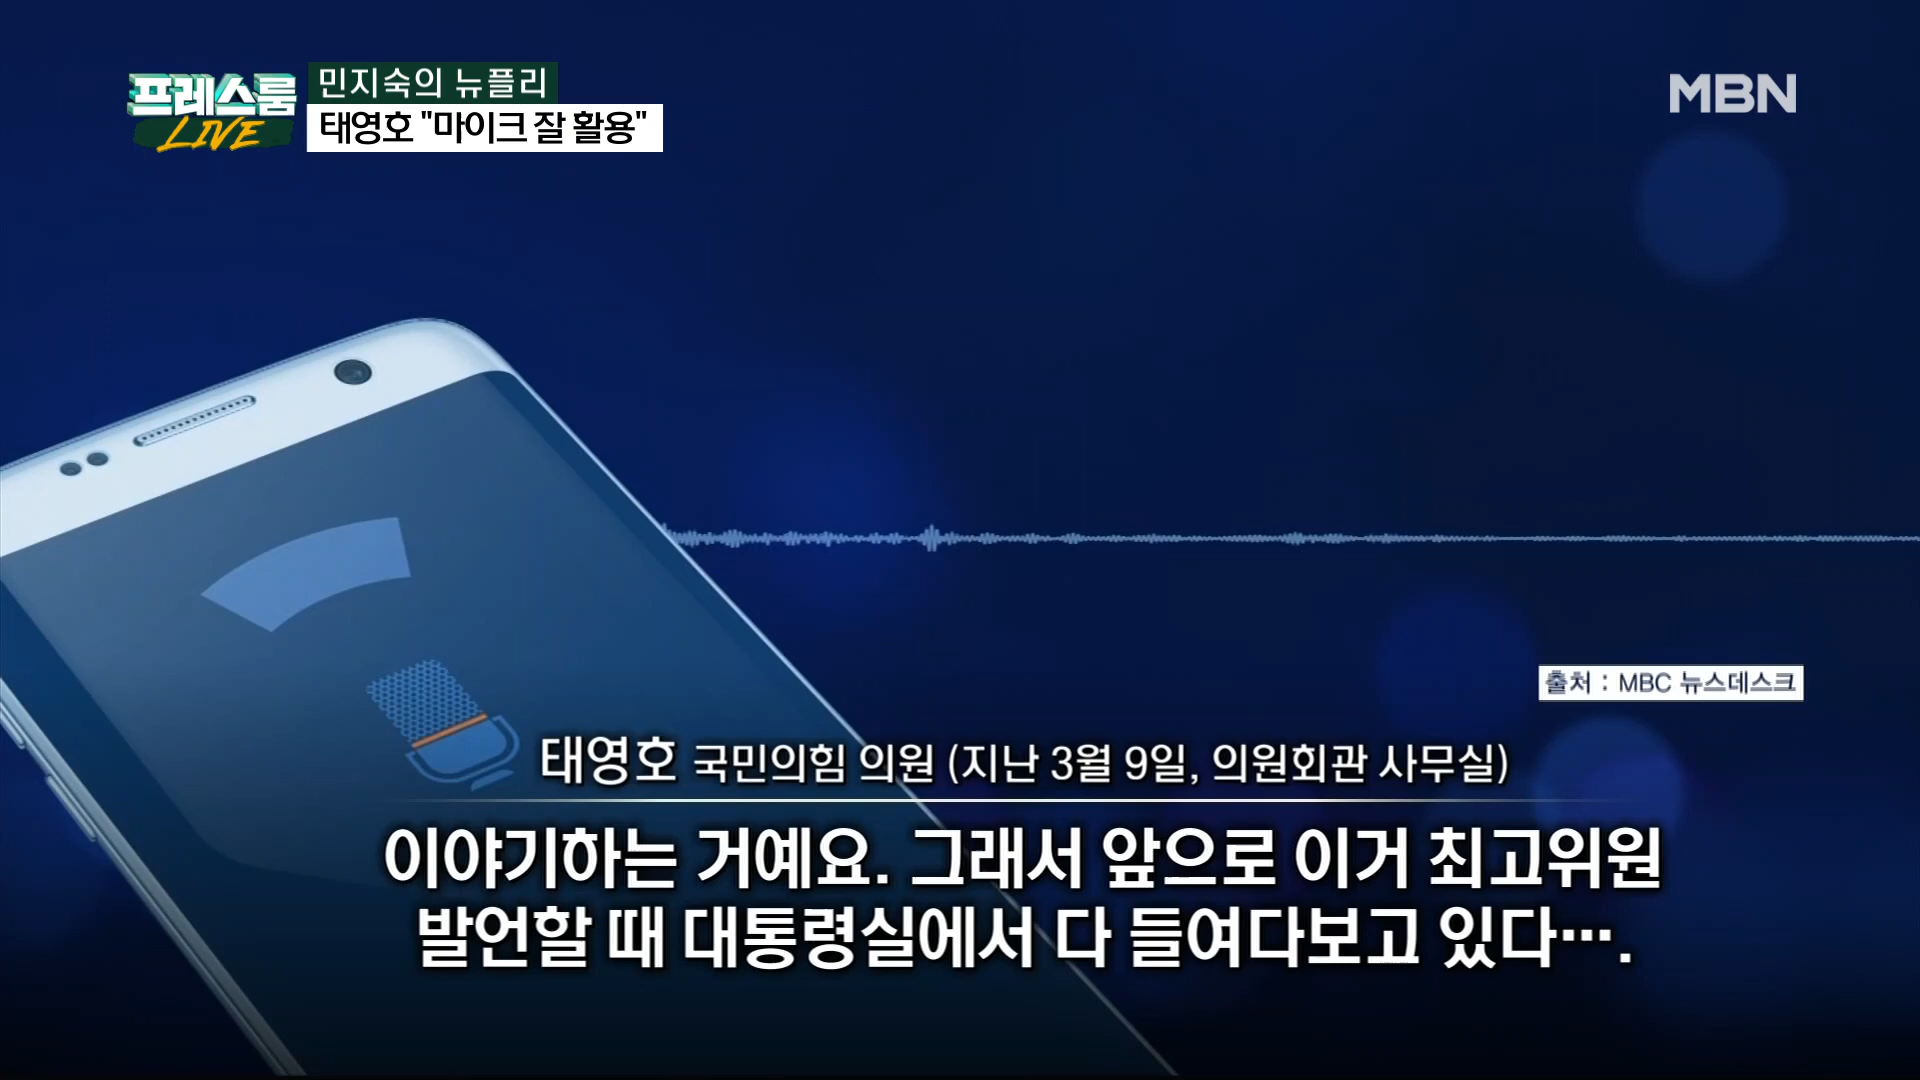 프레스룸
LIVE
민지숙의 뉴플리
태영호 "마이크 잘 활용"
MBN
출처 : MBC 뉴스데스크
태영호 국민의힘 의원 (지난 3월 9일, 의원회관 사무실)
이야기하는 거예요. 그래서 앞으로 이거 최고위원
발언할 때 대통령실에서 다 들여다보고 있다….